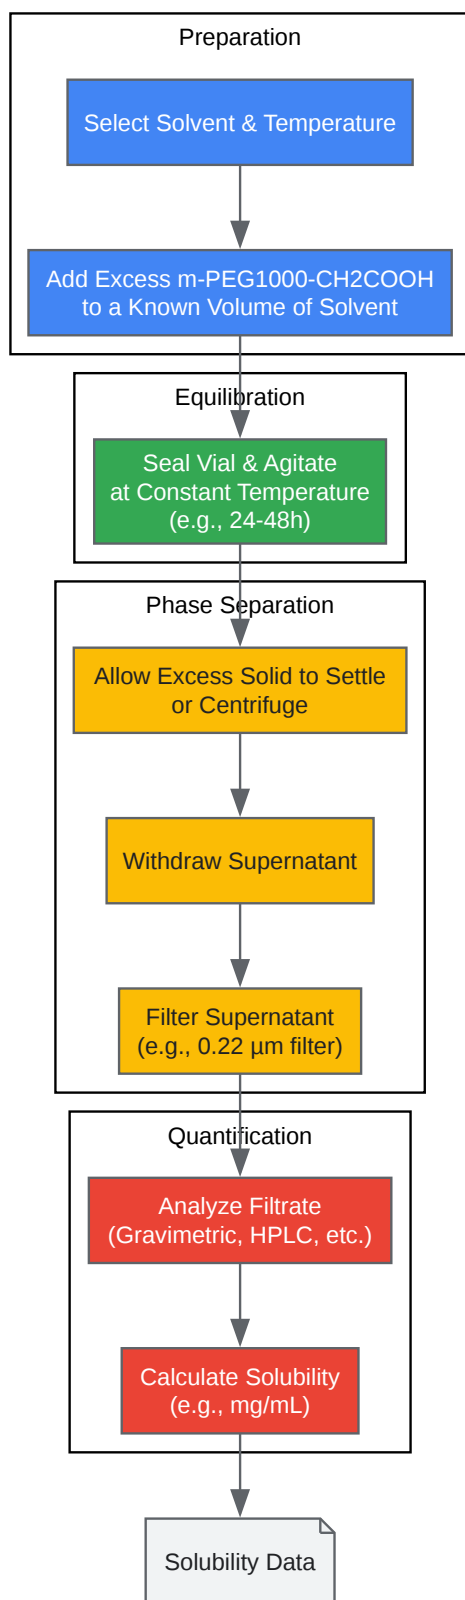 Preparation
Select Solvent & Temperature
Add Excess m-PEG1000-CH2COOH
to a Known Volume of Solvent
Equilibration
Seal Vial & Agitate
at Constant Temperature
(e.g., 24-48h)
Phase Separation
Allow Excess Solid to Settle
or Centrifuge
Withdraw Supernatant
Filter Supernatant
(e.g., 0.22 µm filter)
Quantification
Analyze Filtrate
(Gravimetric, HPLC, etc.)
Calculate Solubility
(e.g., mg/mL)
Solubility Data